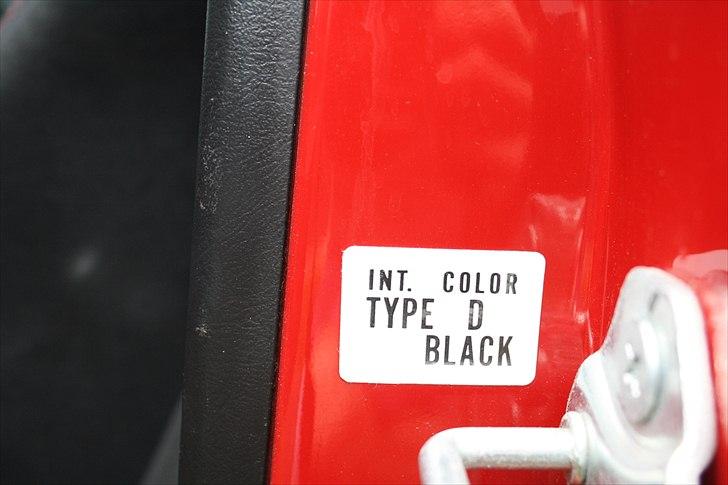 INT. COLOR
TYPE D
BLACK